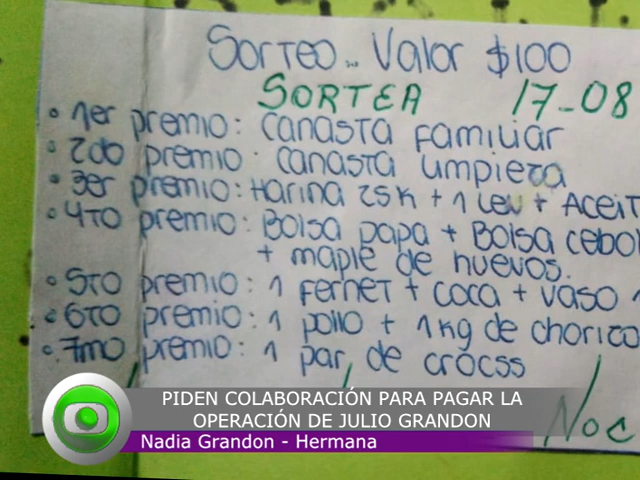 Sorteo... Valor $100
SORTEA 17-08
• 1er premio: canasta familiar
• 2do premio: canasta limpieza
• 3er premio: Harina 25K + 1 Lev + Aceit
• 4to premio: Bolsa papa + Bolsa cebol
+ maple de huevos.
• 5to premio: 1 Fernet + coca + vaso
• 6to premio: 1 pollo + 1 kg de chorizo
• 7mo premio: 1 par de crocss
Noc
PIDEN COLABORACIÓN PARA PAGAR LA
OPERACIÓN DE JULIO GRANDON
Nadia Grandon - Hermana